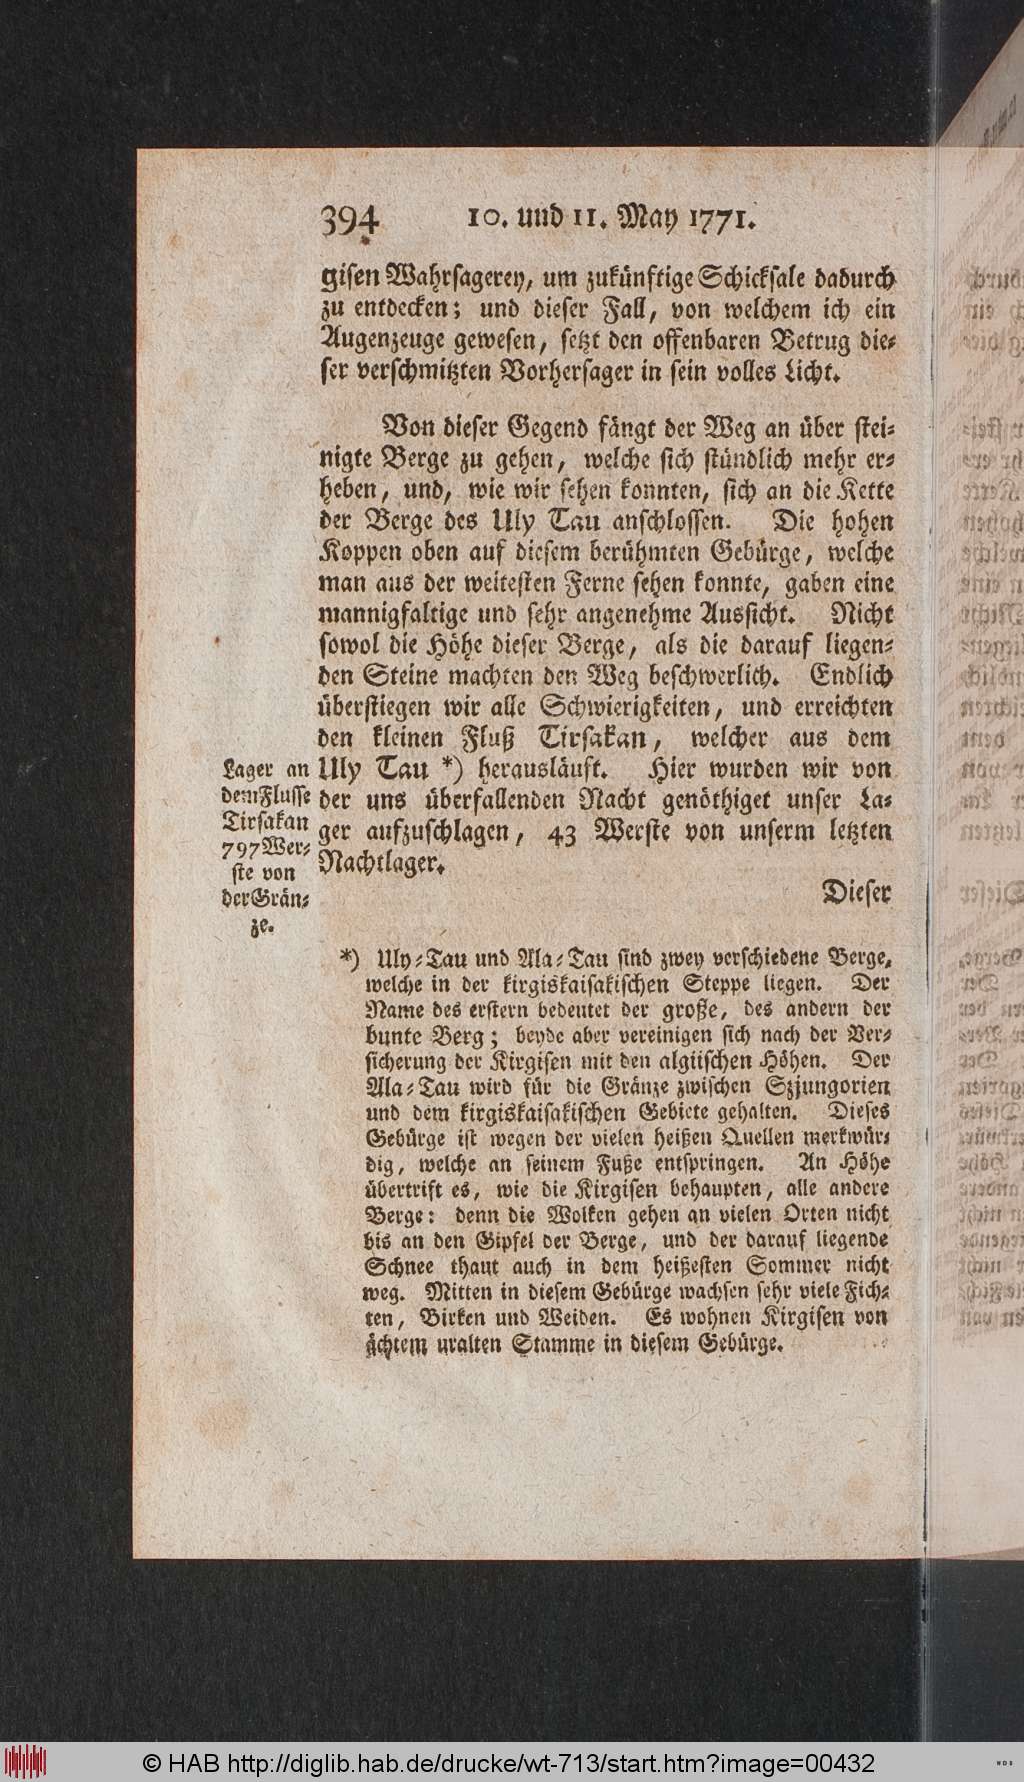 394 10. und 11. May 1771.
gisen Wahrsagerey, um zukünftige Schicksale dadurch
zu entdecken; und dieser Fall, von welchem ich ein
Augenzeuge gewesen, setzt den offenbaren Betrug die-
ser verschmitzten Vorhersager in sein volles Licht.
Von dieser Gegend fängt der Weg an über stei-
nigte Berge zu gehen, welche sich stündlich mehr er-
heben, und, wie wir sehen konnten, sich an die Kette
der Berge des Uly Tau anschlossen. Die hohen
Koppen oben auf diesem berühmten Gebürge, welche
man aus der weitesten Ferne sehen konnte, gaben eine
mannigfaltige und sehr angenehme Aussicht. Nicht
sowol die Höhe dieser Berge, als die darauf liegen-
den Steine machten den Weg beschwerlich. Endlich
überstiegen wir alle Schwierigkeiten, und erreichten
den kleinen Fluß Tirsakan, welcher aus dem
Uly Tau *) herausläuft. Hier wurden wir von
der uns überfallenden Nacht genöthiget unser La-
ger aufzuschlagen, 43 Werste von unserm letzten
Nachtlager.
Lager an
dem Flusse
Tirsakan
797 Wer-
ste von
der Grän-
ze.
Dieser
*) Uly-Tau und Ala-Tau sind zwey verschiedene Berge,
welche in der kirgiskaisakischen Steppe liegen. Der
Name des erstern bedeutet der große, des andern der
bunte Berg; beyde aber vereinigen sich nach der Ver-
sicherung der Kirgisen mit den algiischen Höhen. Der
Ala-Tau wird für die Gränze zwischen Szjungorien
und dem kirgiskaisakischen Gebiete gehalten. Dieses
Gebürge ist wegen der vielen heißen Quellen merkwür-
dig, welche an seinem Fuße entspringen. An Höhe
übertrift es, wie die Kirgisen behaupten, alle andere
Berge: denn die Wolken gehen an vielen Orten nicht
bis an den Gipfel der Berge, und der darauf liegende
Schnee thaut auch in dem heißesten Sommer nicht
weg. Mitten in diesem Gebürge wachsen sehr viele Fich-
ten, Birken und Weiden. Es wohnen Kirgisen von
ächtem uralten Stamme in diesem Gebürge.
© HAB http://diglib.hab.de/drucke/wt-713/start.htm?image=00432